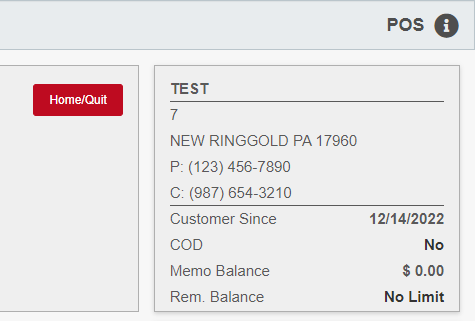 POS
Home/Quit
TEST
7
NEW RINGGOLD PA 17960
P: (123) 456-7890
C: (987) 654-3210
Customer Since 12/14/2022
COD No
Memo Balance $ 0.00
Rem. Balance No Limit